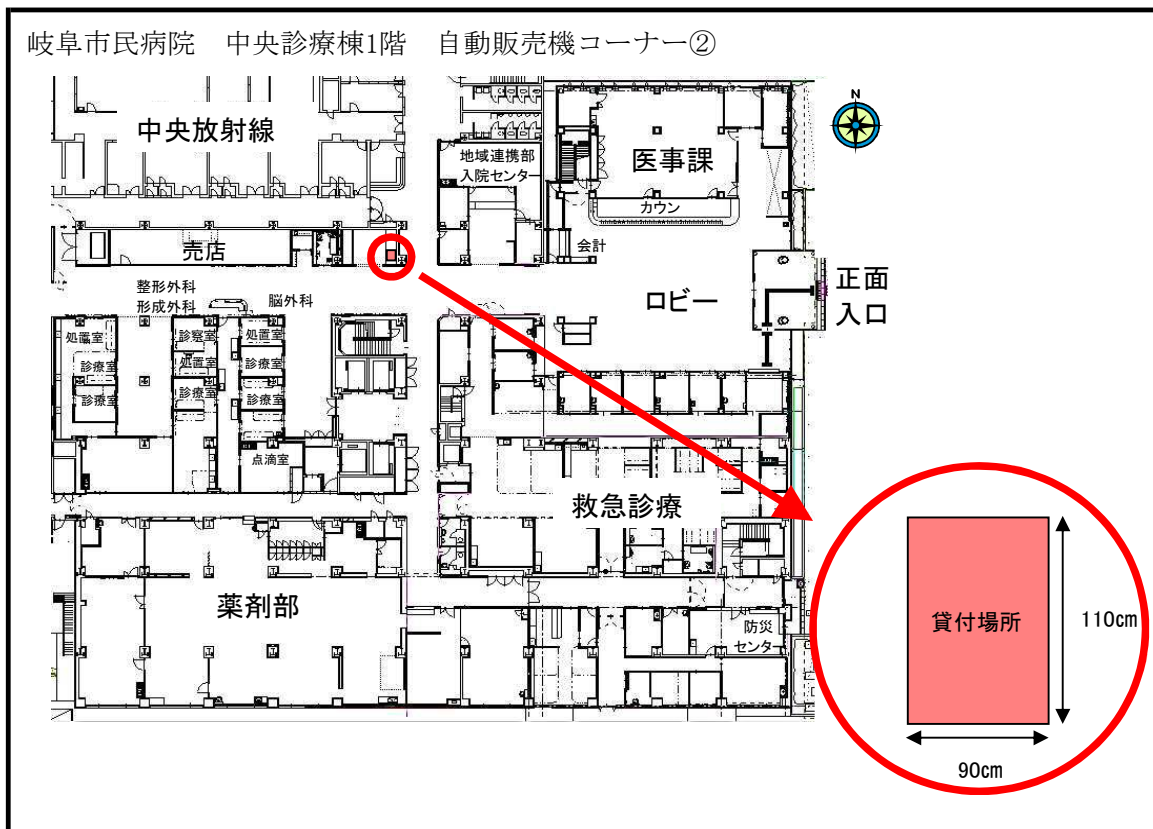 岐阜市民病院　中央診療棟1階　自動販売機コーナー②
N
中央放射線
地域連携部
入院センター
医事課
カウン
会計
売店
整形外科
形成外科
脳外科
ロビー
正面
入口
処置室
診察室
処置室
診療室
処置室
診療室
診療室
診療室
診療室
点滴室
救急診療
薬剤部
防災
センター
貸付場所
110cm
90cm